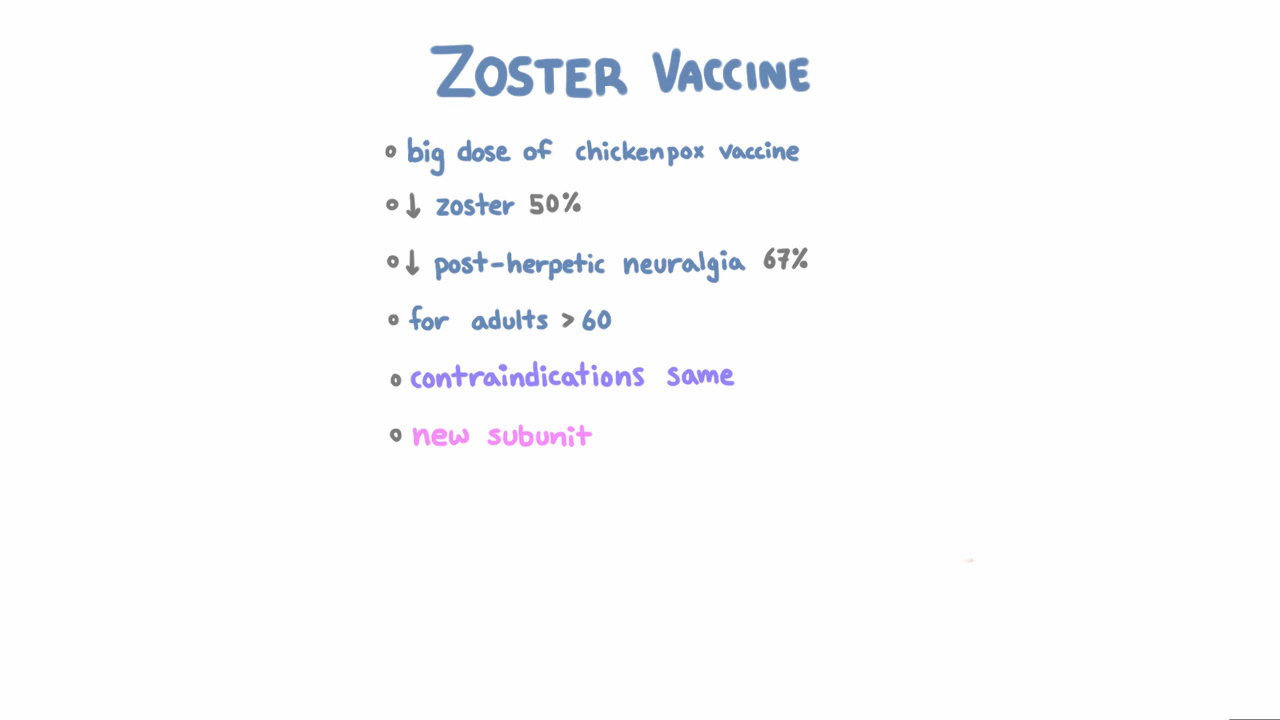 ZOSTER VACCINE
° big dose of chickenpox vaccine
° ↓ zoster 50%
° ↓ post-herpetic neuralgia 67%
° for adults > 60
° contraindications same
° new subunit